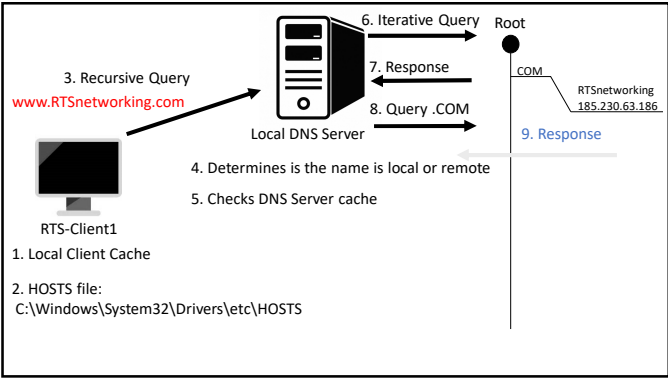 6. Iterative Query
Root
7. Response
COM
3. Recursive Query
www.RTSnetworking.com
RTSnetworking
185.230.63.186
8. Query .COM
9. Response
Local DNS Server
4. Determines is the name is local or remote
5. Checks DNS Server cache
RTS-Client1
1. Local Client Cache
2. HOSTS file:
C:\Windows\System32\Drivers\etc\HOSTS